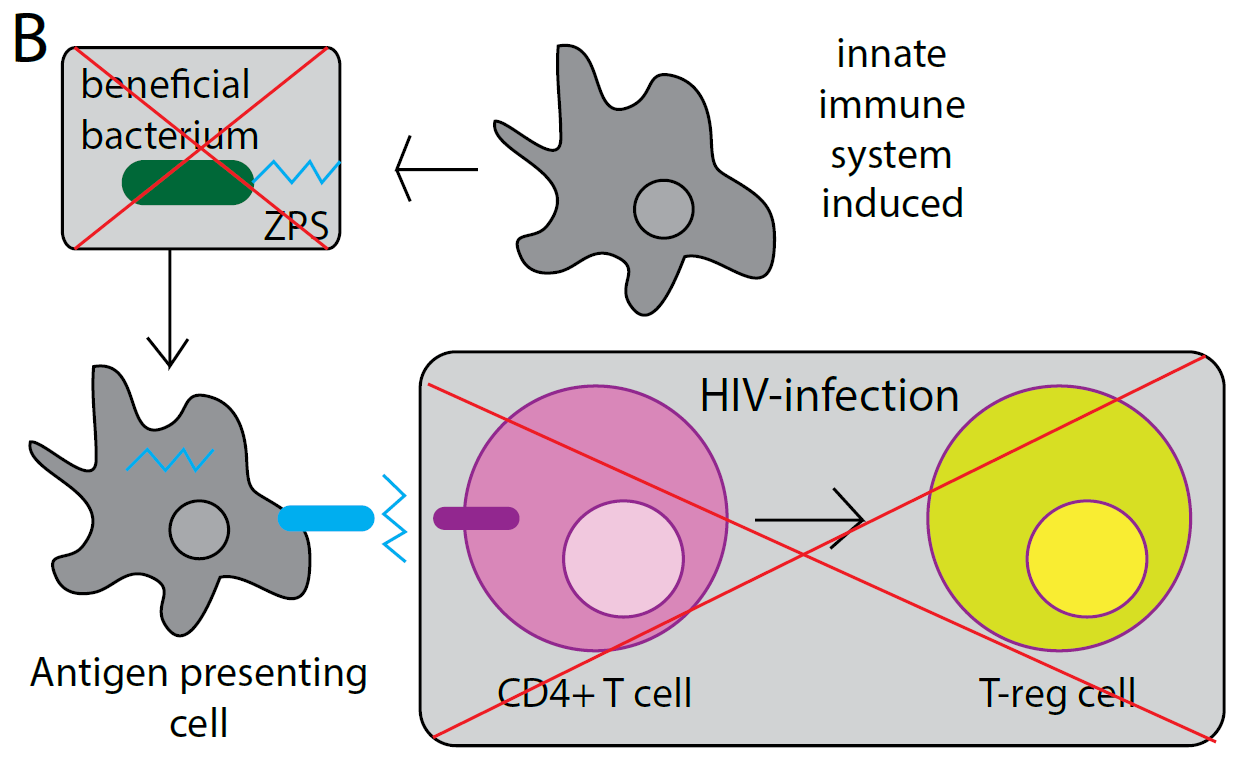 B
beneficial
bacterium
ZPS
innate
immune
system
induced
HIV-infection
Antigen presenting
cell
CD4+ T cell
T-reg cell